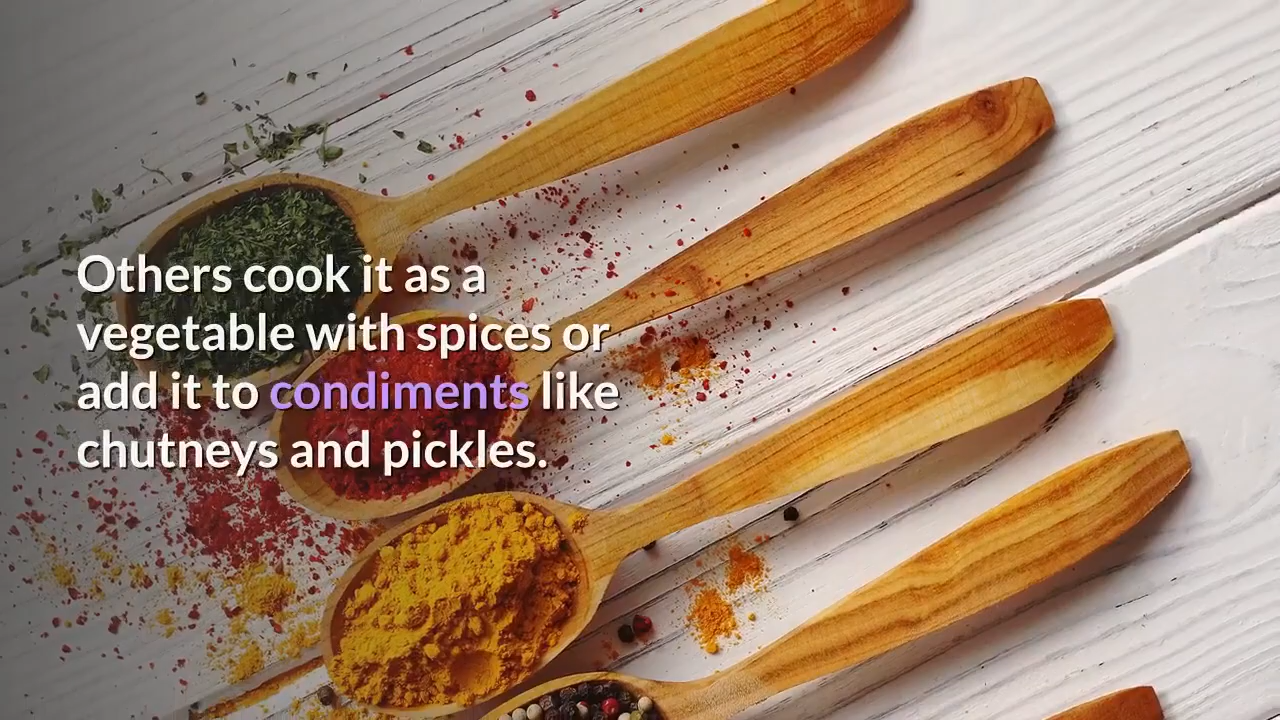 Others cook it as a
vegetable with spices or
add it to condiments like
chutneys and pickles.